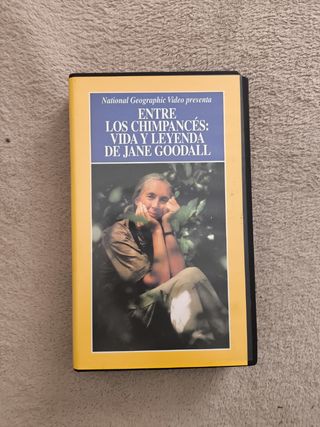 National Geographic Video presenta
ENTRE
LOS CHIMPANCÉS:
VIDA Y LEYENDA
DE JANE GOODALL